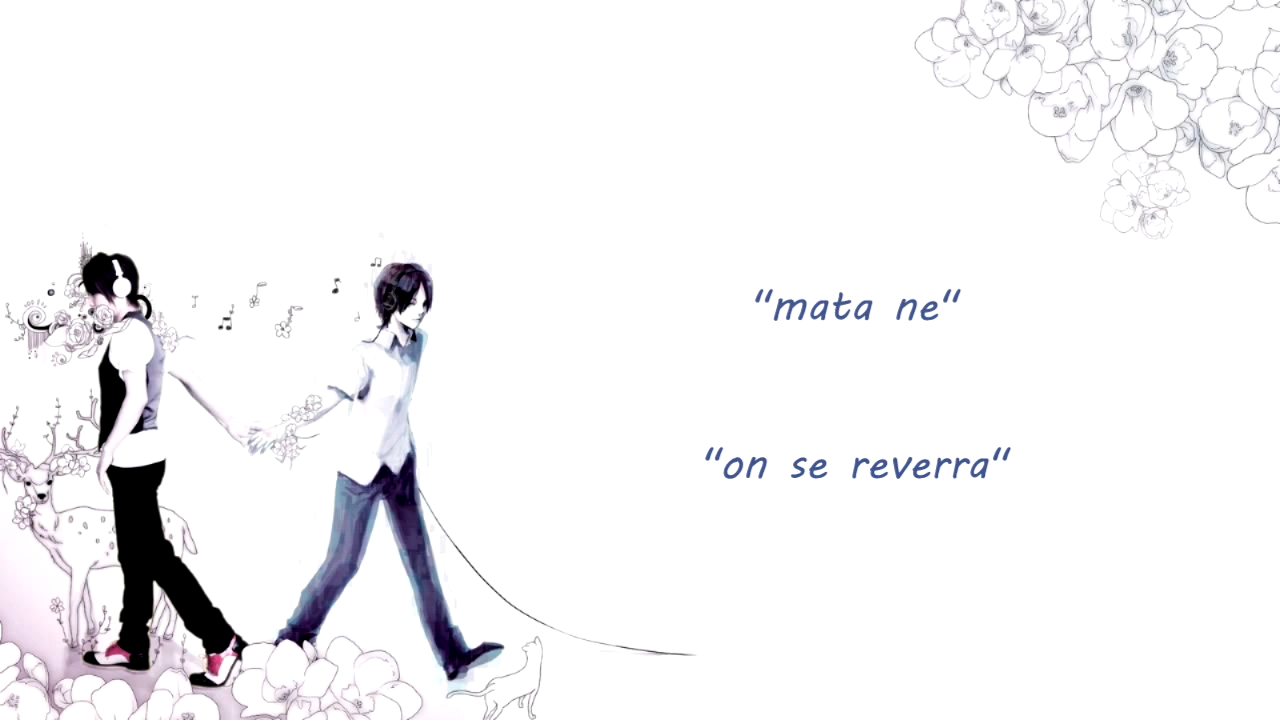 “mata ne“
“on se reverra“